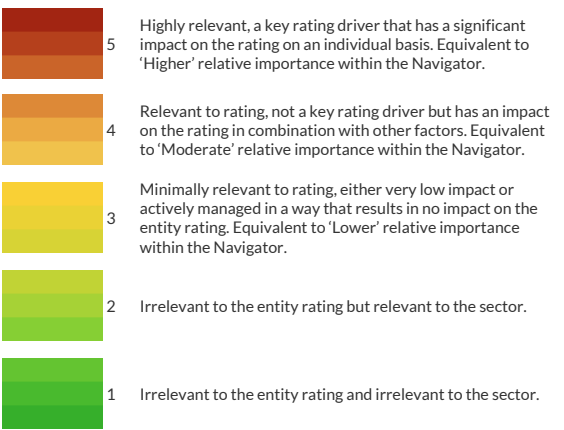 5
Highly relevant, a key rating driver that has a significant
impact on the rating on an individual basis. Equivalent to
‘Higher’ relative importance within the Navigator.
4
Relevant to rating, not a key rating driver but has an impact
on the rating in combination with other factors. Equivalent
to ‘Moderate’ relative importance within the Navigator.
3
Minimally relevant to rating, either very low impact or
actively managed in a way that results in no impact on the
entity rating. Equivalent to ‘Lower’ relative importance
within the Navigator.
2
Irrelevant to the entity rating but relevant to the sector.
1
Irrelevant to the entity rating and irrelevant to the sector.